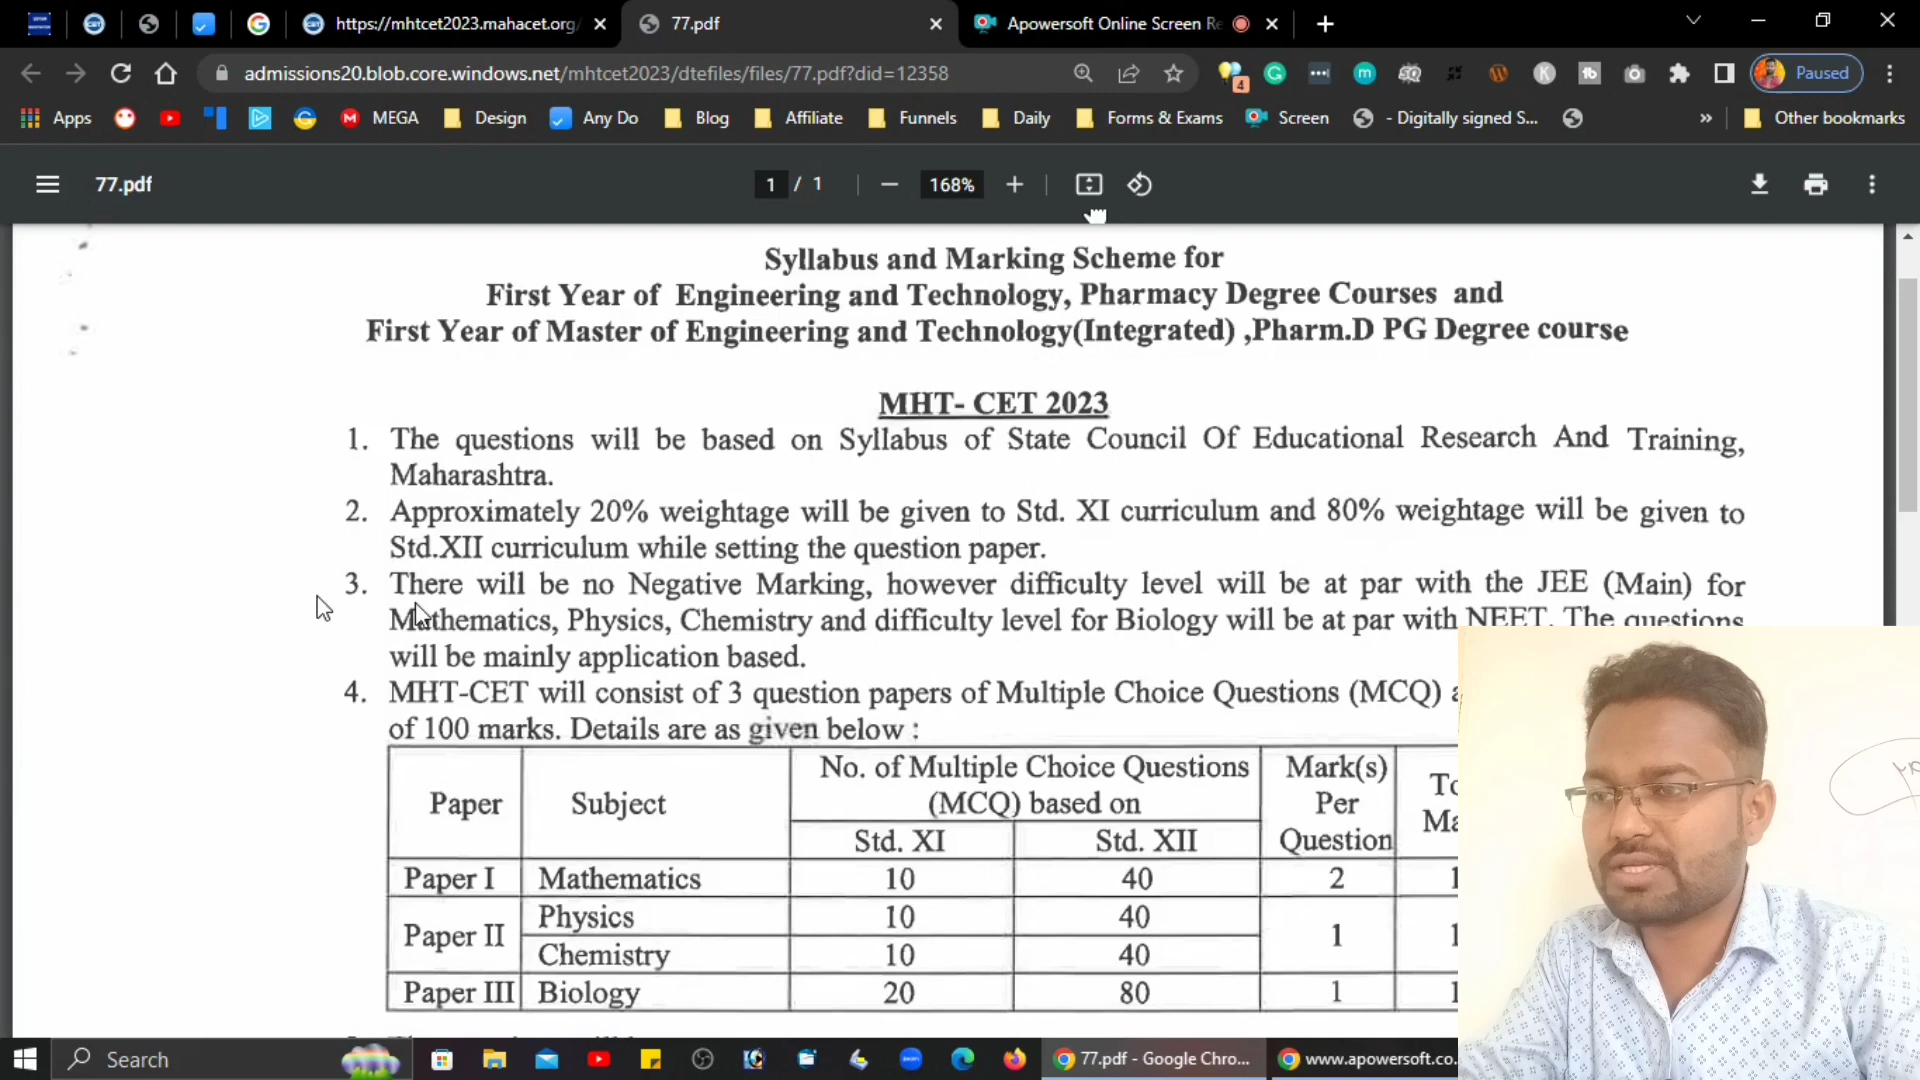 https://mhtcet2023.mahacet.org/
77.pdf
Apowersoft Online Screen Re
admissions20.blob.core.windows.net/mhtcet2023/dtefiles/files/77.pdf?did=12358
4
Paused
Apps
MEGA
Design
Any Do
Blog
Affiliate
Funnels
Daily
Forms & Exams
Screen
- Digitally signed S...
»
Other bookmarks
77.pdf
1 / 1
168%
Syllabus and Marking Scheme for
First Year of Engineering and Technology, Pharmacy Degree Courses and
First Year of Master of Engineering and Technology(Integrated) ,Pharm.D PG Degree course
MHT- CET 2023
1. The questions will be based on Syllabus of State Council Of Educational Research And Training,
Maharashtra.
2. Approximately 20% weightage will be given to Std. XI curriculum and 80% weightage will be given to
Std.XII curriculum while setting the question paper.
3. There will be no Negative Marking, however difficulty level will be at par with the JEE (Main) for
Mathematics, Physics, Chemistry and difficulty level for Biology will be at par with NEET. The questions
will be mainly application based.
4. MHT-CET will consist of 3 question papers of Multiple Choice Questions (MCQ)
of 100 marks. Details are as given below :
Paper Subject No. of Multiple Choice Questions (MCQ) based on Mark(s) Per Question
Std. XI Std. XII
Paper I Mathematics 10 40 2
Paper II Physics 10 40 1
Chemistry 10 40
Paper III Biology 20 80 1
Search
77.pdf - Google Chro...
www.apowersoft.co